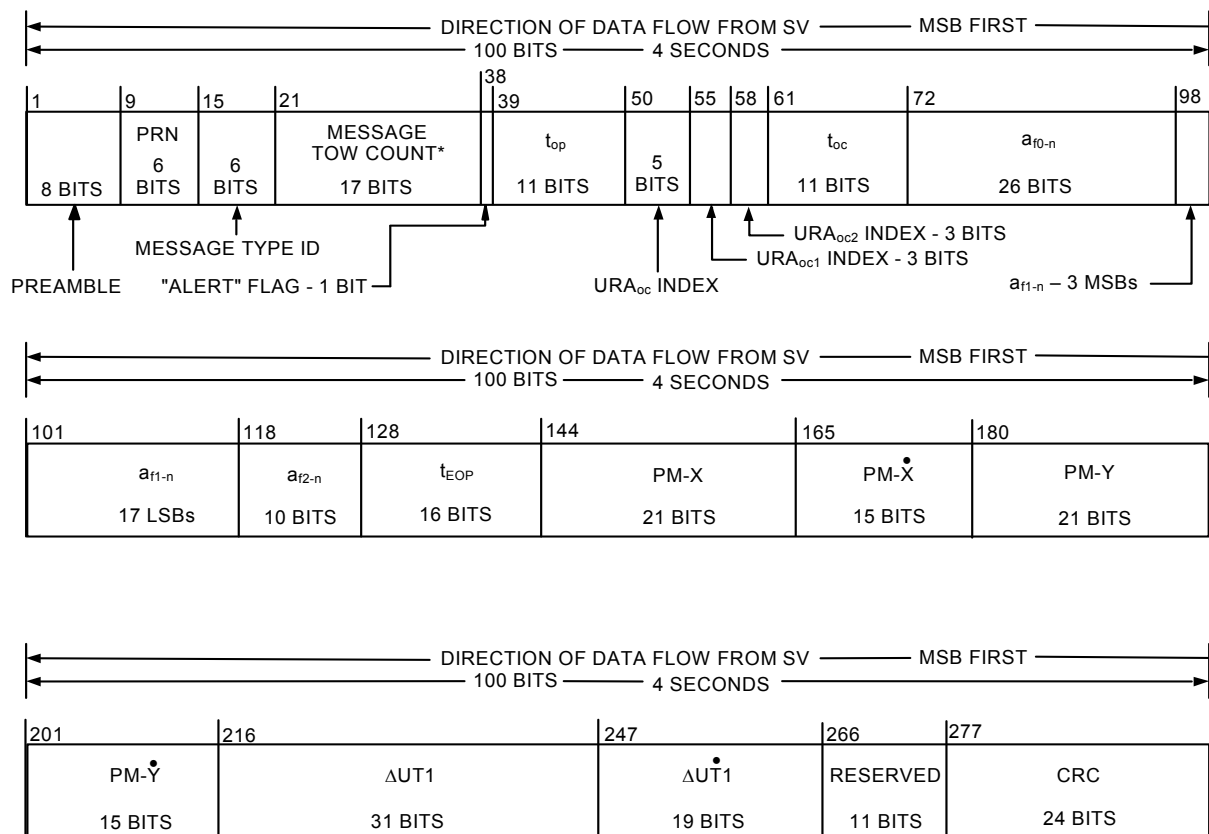 DIRECTION OF DATA FLOW FROM SV MSB FIRST
100 BITS 4 SECONDS
1 9 15 21 38 39 50 55 58 61 72 98
8 BITS
PRN
6
BITS
6
BITS
MESSAGE
TOW COUNT*
17 BITS
t_op
11 BITS
5
BITS
t_oc
11 BITS
a_f0-n
26 BITS
PREAMBLE
MESSAGE TYPE ID
"ALERT" FLAG - 1 BIT
URA_oc INDEX
URA_oc1 INDEX - 3 BITS
URA_oc2 INDEX - 3 BITS
a_f1-n – 3 MSBs
DIRECTION OF DATA FLOW FROM SV MSB FIRST
100 BITS 4 SECONDS
101 118 128 144 165 180
a_f1-n
17 LSBs
a_f2-n
10 BITS
t_EOP
16 BITS
PM-X
21 BITS
PM-Ẋ
15 BITS
PM-Y
21 BITS
DIRECTION OF DATA FLOW FROM SV MSB FIRST
100 BITS 4 SECONDS
201 216 247 266 277
PM-Ẏ
15 BITS
∆UT1
31 BITS
∆UṪ1
19 BITS
RESERVED
11 BITS
CRC
24 BITS